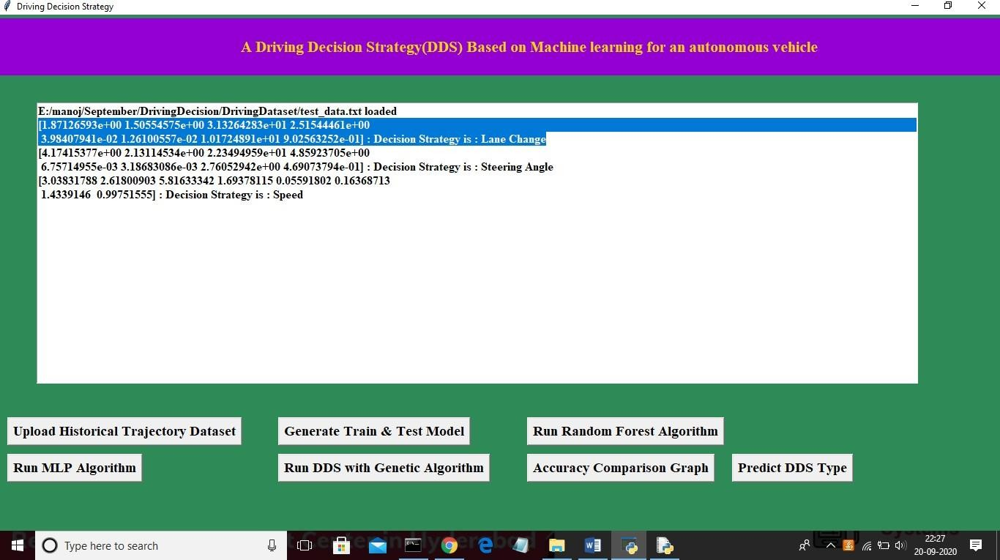 Driving Decision Strategy
A Driving Decision Strategy(DDS) Based on Machine learning for an autonomous vehicle
E:/manoj/September/DrivingDecision/DrivingDataset/test_data.txt loaded
[1.87126593e+00 1.50554575e+00 3.13264283e+01 2.51544461e+00
3.98407941e-02 1.26100557e-02 1.01724891e+01 9.02563252e-01] : Decision Strategy is : Lane Change
[4.17415377e+00 2.13114534e+00 2.23494959e+01 4.85923705e+00
6.75714955e-03 3.18683086e-03 2.76052942e+00 4.69073794e-01] : Decision Strategy is : Steering Angle
[3.03831788 2.61800903 5.81633342 1.69378115 0.05591802 0.16368713
1.4339146  0.99751555] : Decision Strategy is : Speed
Upload Historical Trajectory Dataset
Generate Train & Test Model
Run Random Forest Algorithm
Run MLP Algorithm
Run DDS with Genetic Algorithm
Accuracy Comparison Graph
Predict DDS Type
Type here to search
22:27
20-09-2020